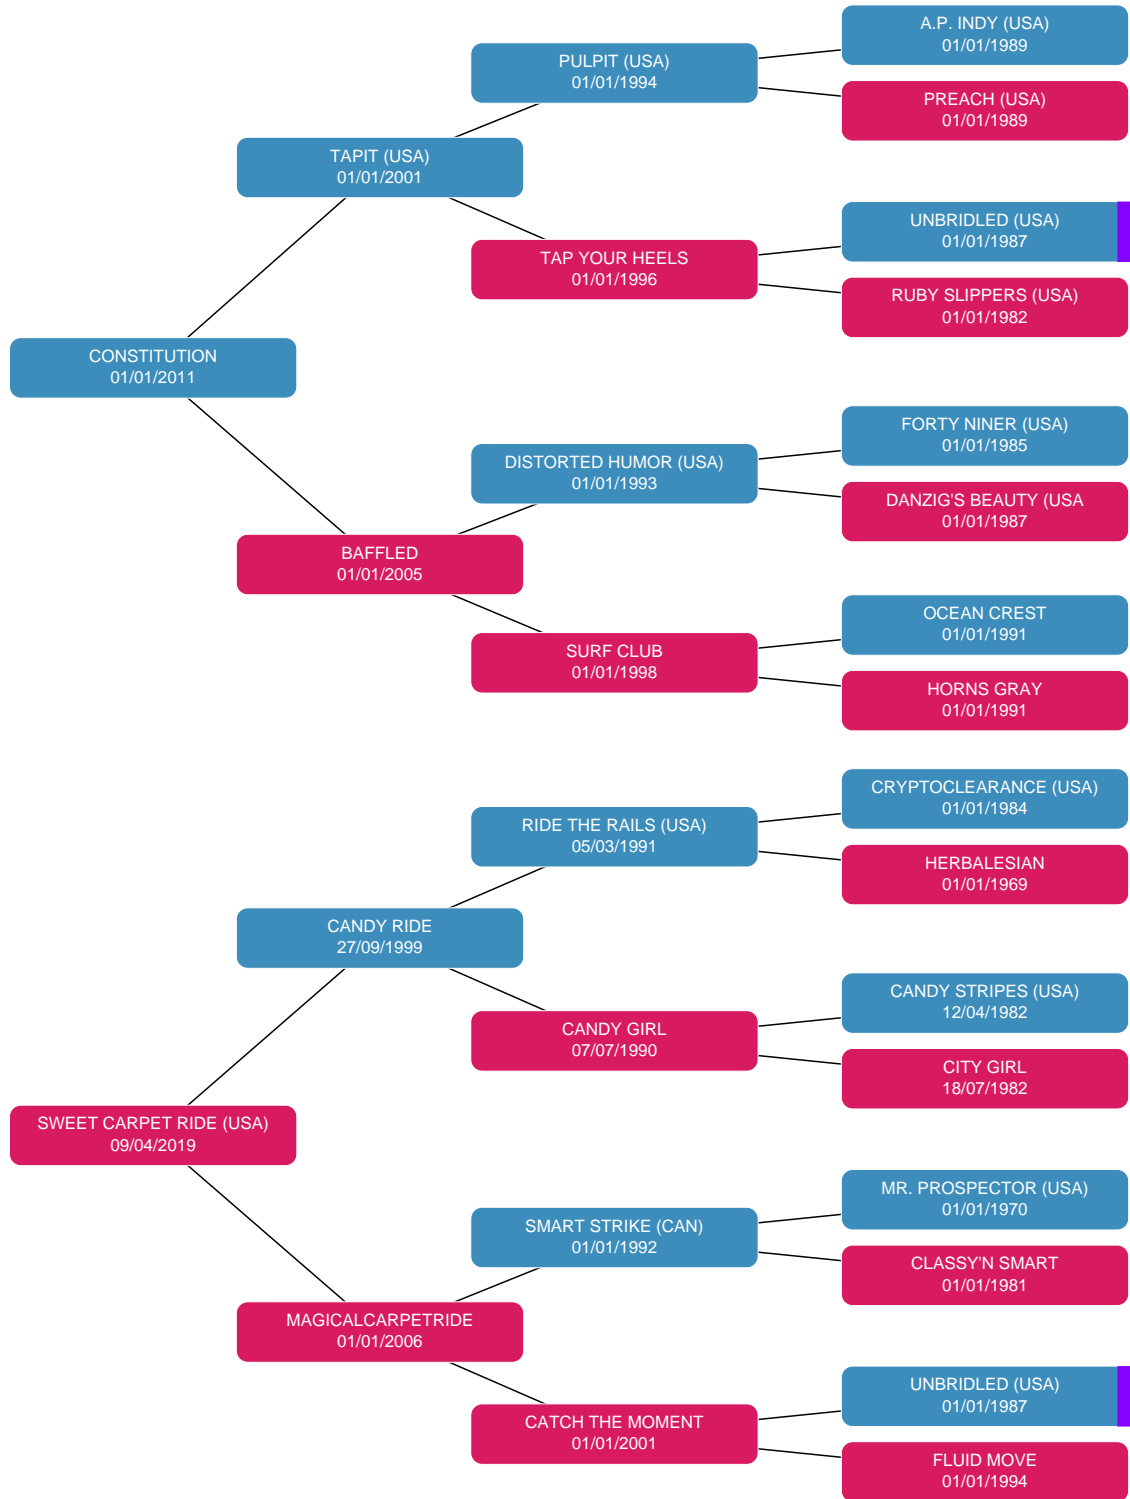 A.P. INDY (USA)
01/01/1989
PULPIT (USA)
01/01/1994
PREACH (USA)
01/01/1989
TAPIT (USA)
01/01/2001
UNBRIDLED (USA)
01/01/1987
TAP YOUR HEELS
01/01/1996
RUBY SLIPPERS (USA)
01/01/1982
CONSTITUTION
01/01/2011
FORTY NINER (USA)
01/01/1985
DISTORTED HUMOR (USA)
01/01/1993
DANZIG'S BEAUTY (USA
01/01/1987
BAFFLED
01/01/2005
OCEAN CREST
01/01/1991
SURF CLUB
01/01/1998
HORNS GRAY
01/01/1991
CRYPTOCLEARANCE (USA)
01/01/1984
RIDE THE RAILS (USA)
05/03/1991
HERBALESIAN
01/01/1969
CANDY RIDE
27/09/1999
CANDY STRIPES (USA)
12/04/1982
CANDY GIRL
07/07/1990
CITY GIRL
18/07/1982
SWEET CARPET RIDE (USA)
09/04/2019
MR. PROSPECTOR (USA)
01/01/1970
SMART STRIKE (CAN)
01/01/1992
CLASSY'N SMART
01/01/1981
MAGICALCARPETRIDE
01/01/2006
UNBRIDLED (USA)
01/01/1987
CATCH THE MOMENT
01/01/2001
FLUID MOVE
01/01/1994